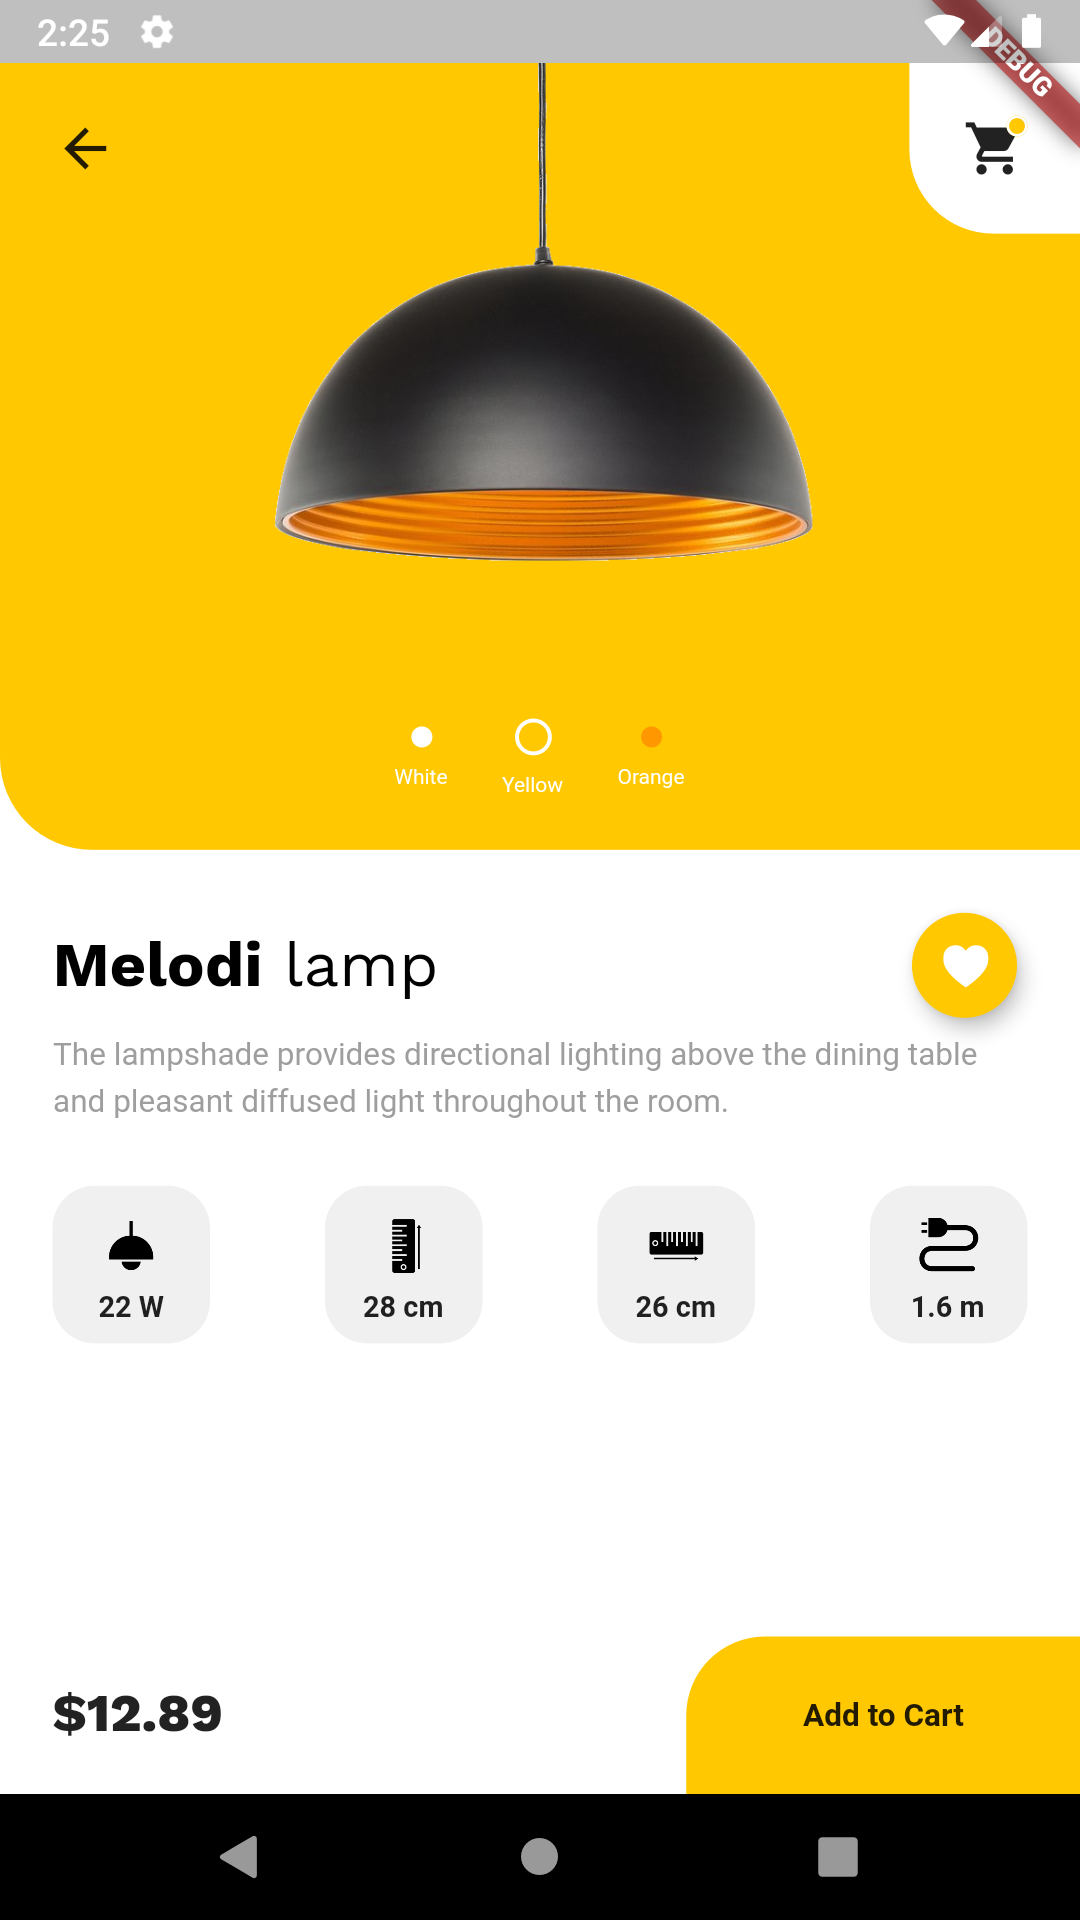 2:25
DEBUG
White
Yellow
Orange
Melodi lamp
The lampshade provides directional lighting above the dining table
and pleasant diffused light throughout the room.
22 W
28 cm
26 cm
1.6 m
$12.89
Add to Cart